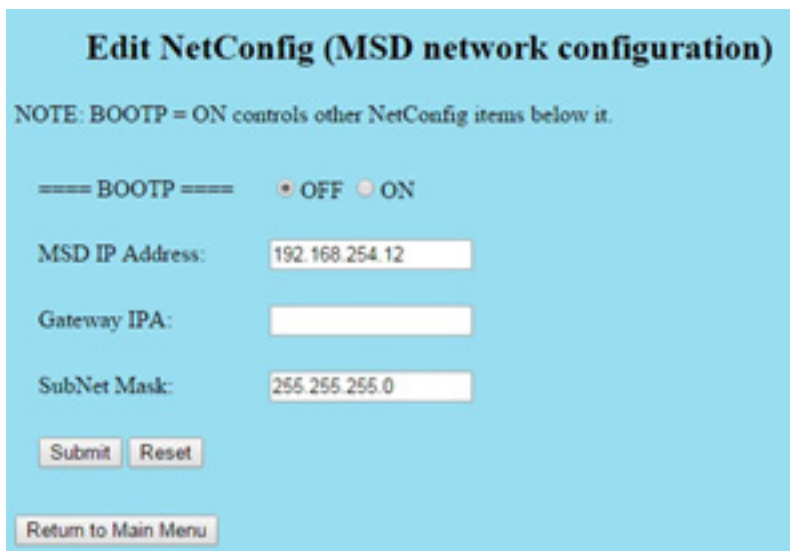 Edit NetConfig (MSD network configuration)
NOTE: BOOTP = ON controls other NetConfig items below it.
==== BOOTP ==== OFF ON
MSD IP Address: 192.168.254.12
Gateway IPA:
SubNet Mask: 255.255.255.0
Submit Reset
Return to Main Menu